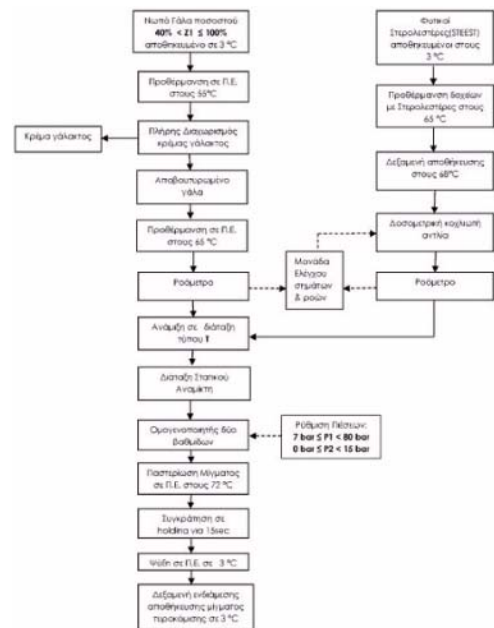 Νωπό Γάλα ποσοστού
40% < Z1 ≤ 100%
αποθηκευμένο σε 3 °C
Προθέρμανση σε Π.Ε.
στους 55°C
Πλήρης Διαχωρισμός
κρέμας γάλακτος
Κρέμα γάλακτος
Αποβουτυρωμένο
γάλα
Προθέρμανση σε Π.Ε.
στους 65 °C
Ροόμετρο
Φυτικοί
Στερολεστέρες(STEEST)
αποθηκευμένοι στους
3 °C
Προθέρμανση δοχείων
με Στερολεστέρες στους
65 °C
Δεξαμενή αποθήκευσης
στους 68°C
Δοσομετρική κοχλιωτή
αντλία
Ροόμετρο
Μονάδα
Ελέγχου
σημάτων
& ροών
Ανάμιξη σε διάταξη
τύπου Τ
Διάταξη Στατικού
Αναμίκτη
Ομογενοποιητής δύο
βαθμίδων
Ρύθμιση Πιέσεων:
7 bar ≤ P1 < 80 bar
0 bar ≤ P2 < 15 bar
Παστερίωση Μίγματος
σε Π.Ε. στους 72 °C
Συγκράτηση σε
holding για 15sec
Ψύξη σε Π.Ε. σε 3 °C
Δεξαμενή ενδιάμεσης
αποθήκευσης μίγματος
τυροκόμισης σε 3 °C